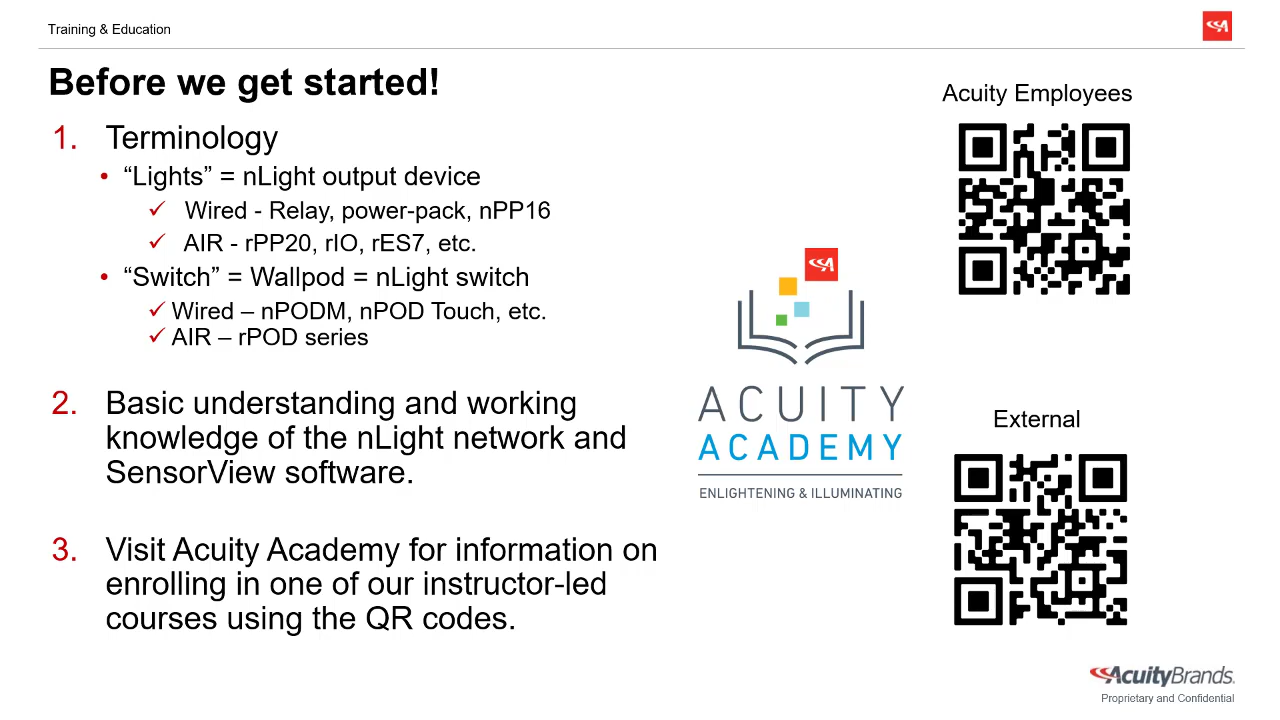 Training & Education
Before we get started!
1. Terminology
• “Lights” = nLight output device
✓ Wired - Relay, power-pack, nPP16
✓ AIR - rPP20, rIO, rES7, etc.
• “Switch” = Wallpod = nLight switch
✓ Wired – nPODM, nPOD Touch, etc.
✓ AIR – rPOD series
2. Basic understanding and working
knowledge of the nLight network and
SensorView software.
3. Visit Acuity Academy for information on
enrolling in one of our instructor-led
courses using the QR codes.
ACUITY
ACADEMY
ENLIGHTENING & ILLUMINATING
Acuity Employees
External
AcuityBrands.
Proprietary and Confidential